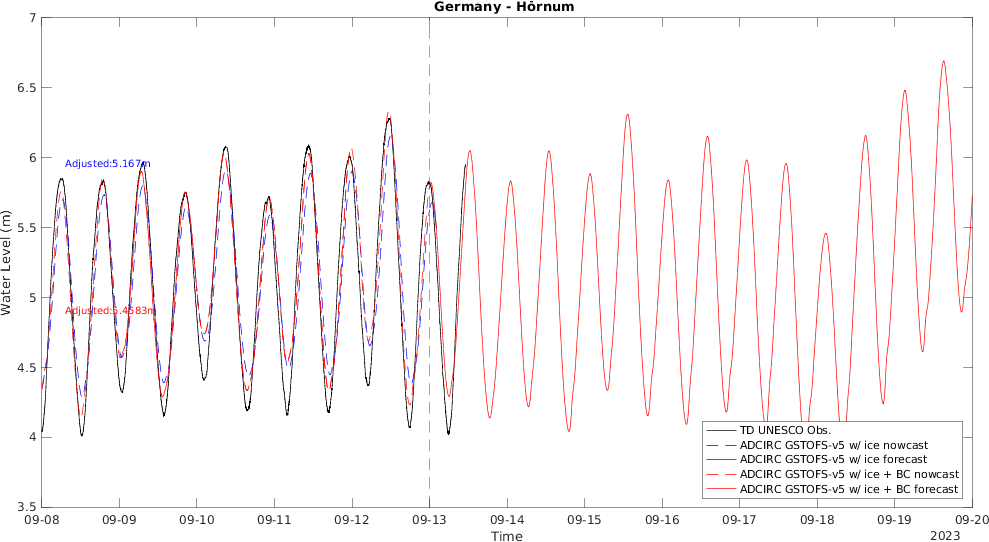 Germany - Hörnum
7
6.5
6
5.5
5
4.5
4
3.5
Water Level (m)
Adjusted:5.167m
Adjusted:5.4583m
TD UNESCO Obs.
ADCIRC GSTOFS-v5 w/ ice nowcast
ADCIRC GSTOFS-v5 w/ ice forecast
ADCIRC GSTOFS-v5 w/ ice + BC nowcast
ADCIRC GSTOFS-v5 w/ ice + BC forecast
09-08 09-09 09-10 09-11 09-12 09-13 09-14 09-15 09-16 09-17 09-18 09-19 09-20
Time
2023